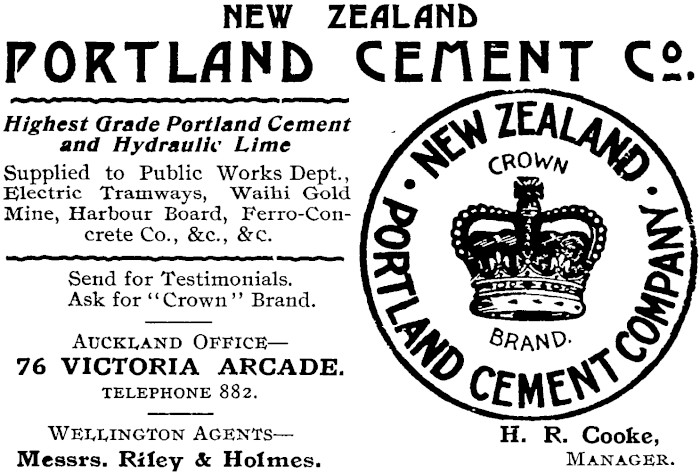 NEW ZEALAND
PORTLAND CEMENT Co.
Highest Grade Portland Cement
and Hydraulic Lime
Supplied to Public Works Dept.,
Electric Tramways, Waihi Gold
Mine, Harbour Board, Ferro-Con-
crete Co., &c., &c.
Send for Testimonials.
Ask for "Crown" Brand.
AUCKLAND OFFICE—
76 VICTORIA ARCADE.
TELEPHONE 882.
WELLINGTON AGENTS—
Messrs. Riley & Holmes.
· NEW ZEALAND ·
PORTLAND CEMENT COMPANY
CROWN
BRAND.
H. R. Cooke,
MANAGER.